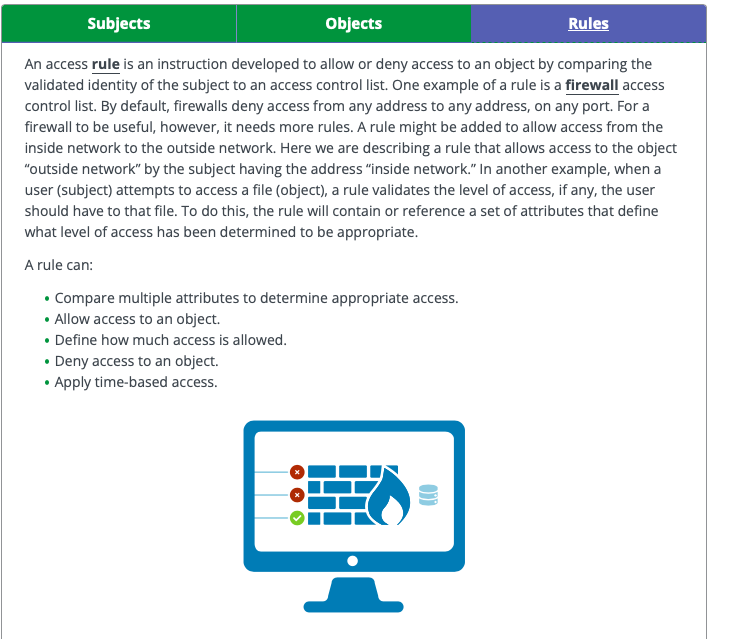 Subjects
Objects
Rules
An access rule is an instruction developed to allow or deny access to an object by comparing the
validated identity of the subject to an access control list. One example of a rule is a firewall access
control list. By default, firewalls deny access from any address to any address, on any port. For a
firewall to be useful, however, it needs more rules. A rule might be added to allow access from the
inside network to the outside network. Here we are describing a rule that allows access to the object
“outside network” by the subject having the address “inside network.” In another example, when a
user (subject) attempts to access a file (object), a rule validates the level of access, if any, the user
should have to that file. To do this, the rule will contain or reference a set of attributes that define
what level of access has been determined to be appropriate.
A rule can:
• Compare multiple attributes to determine appropriate access.
• Allow access to an object.
• Define how much access is allowed.
• Deny access to an object.
• Apply time-based access.